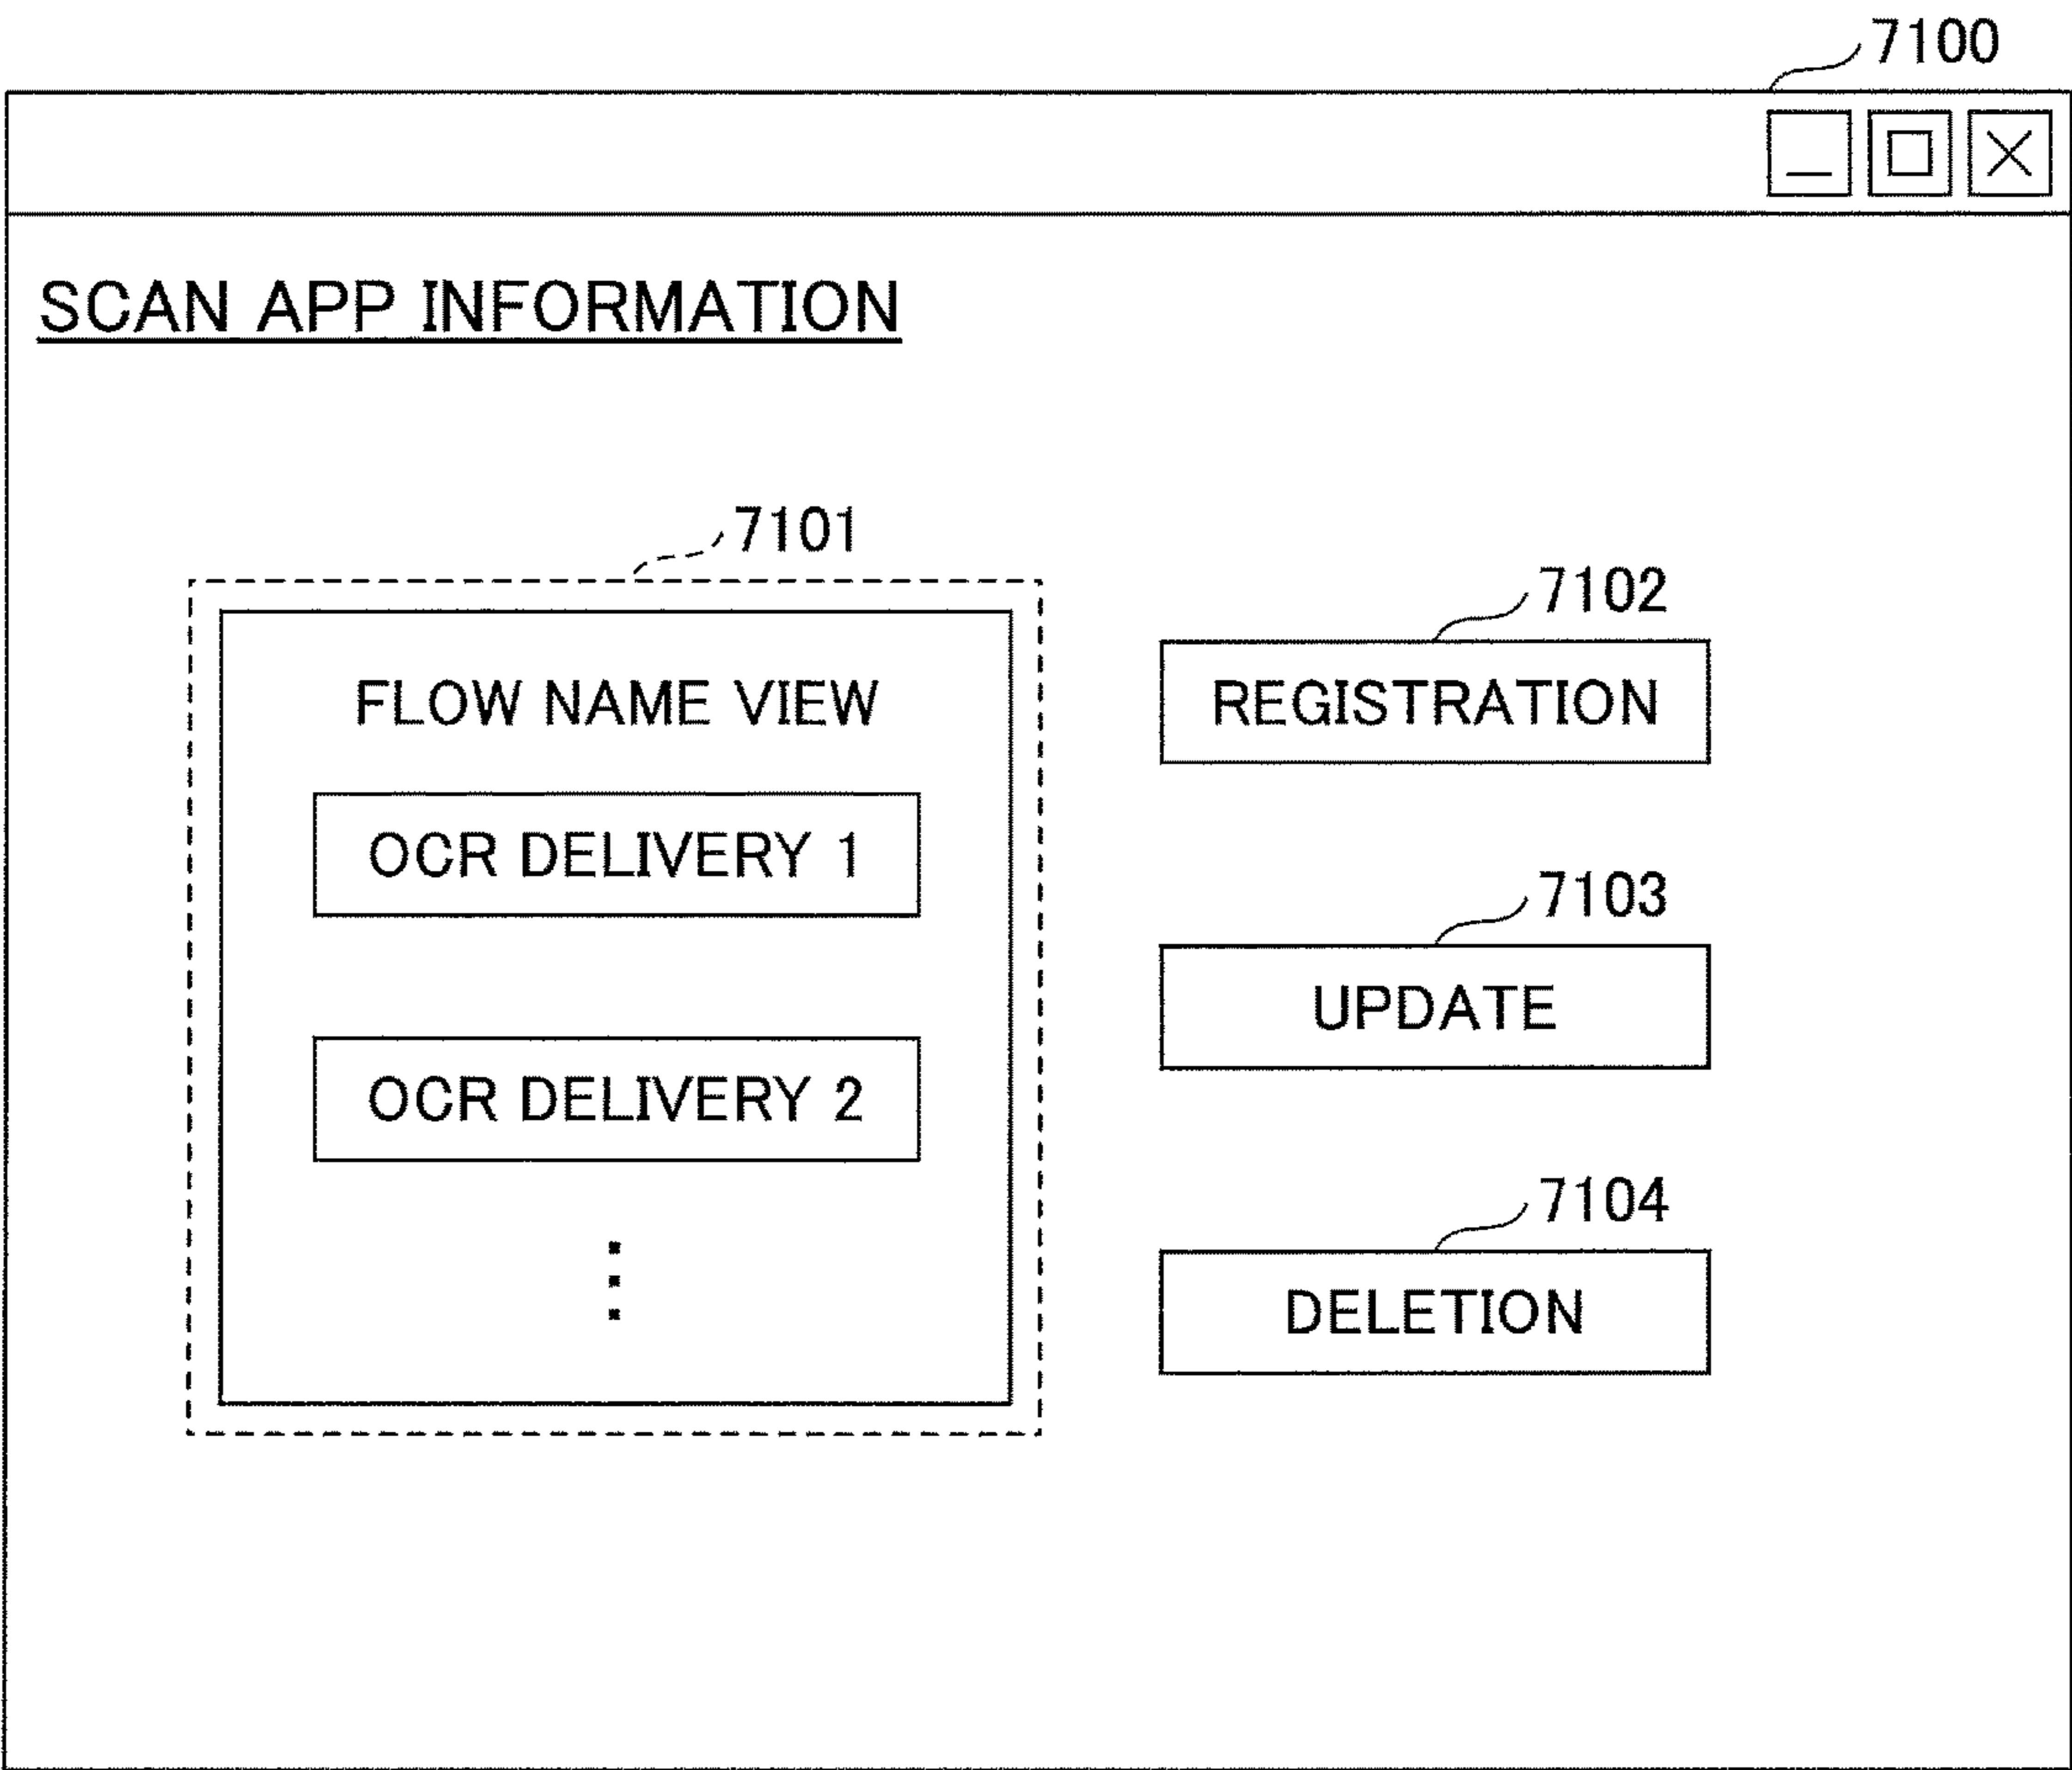 7100
SCAN APP INFORMATION
7101
FLOW NAME VIEW
OCR DELIVERY 1
OCR DELIVERY 2
7102
REGISTRATION
7103
UPDATE
7104
DELETION